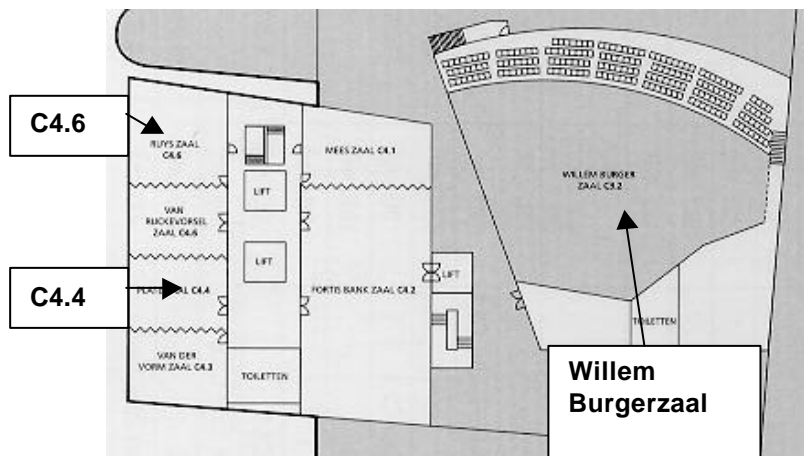 C4.6
RUYS ZAAL
C4.6
MEES ZAAL C4.1
WILLEM BURGER
ZAAL C3.2
LIFT
VAN
RIJCKEVORSEL
ZAAL C4.6
LIFT
LIFT
C4.4
C4.4
FORTIS BANK ZAAL C4.2
TOILETTEN
VAN DER
VORM ZAAL C4.3
TOILETTEN
Willem
Burgerzaal